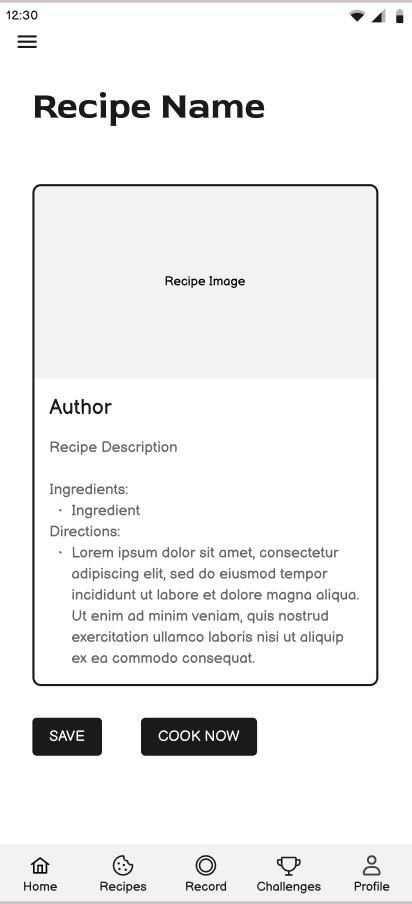 12:30
Recipe Name
Recipe Image
Author
Recipe Description
Ingredients:
· Ingredient
Directions:
· Lorem ipsum dolor sit amet, consectetur
adipiscing elit, sed do eiusmod tempor
incididunt ut labore et dolore magna aliqua.
Ut enim ad minim veniam, quis nostrud
exercitation ullamco laboris nisi ut aliquip
ex ea commodo consequat.
SAVE COOK NOW
Home Recipes Record Challenges Profile